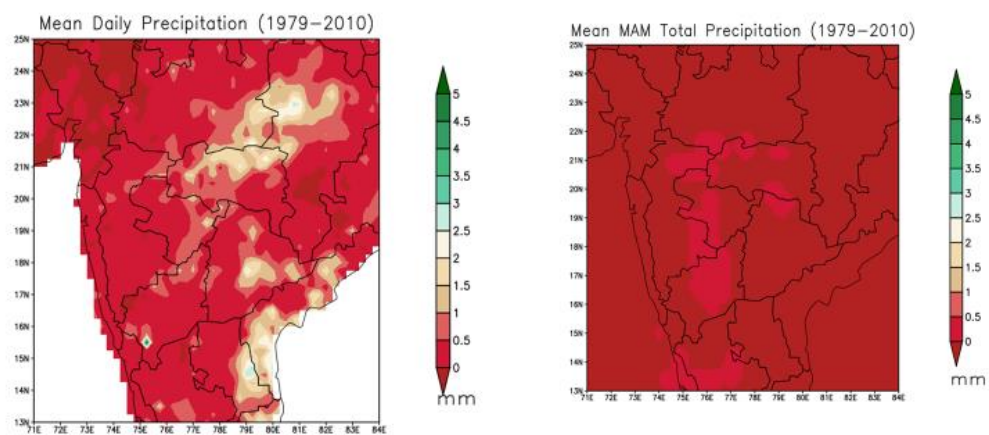 Mean Daily Precipitation (1979-2010)
25N
24N
23N
22N
21N
20N
19N
18N
17N
16N
15N
14N
13N
71E 72E 73E 74E 75E 76E 77E 78E 79E 80E 81E 82E 83E 84E
5
4.5
4
3.5
3
2.5
2
1.5
1
0.5
0
mm
Mean MAM Total Precipitation (1979-2010)
25N
24N
23N
22N
21N
20N
19N
18N
17N
16N
15N
14N
13N
71E 72E 73E 74E 75E 76E 77E 78E 79E 80E 81E 82E 83E 84E
5
4.5
4
3.5
3
2.5
2
1.5
1
0.5
0
mm